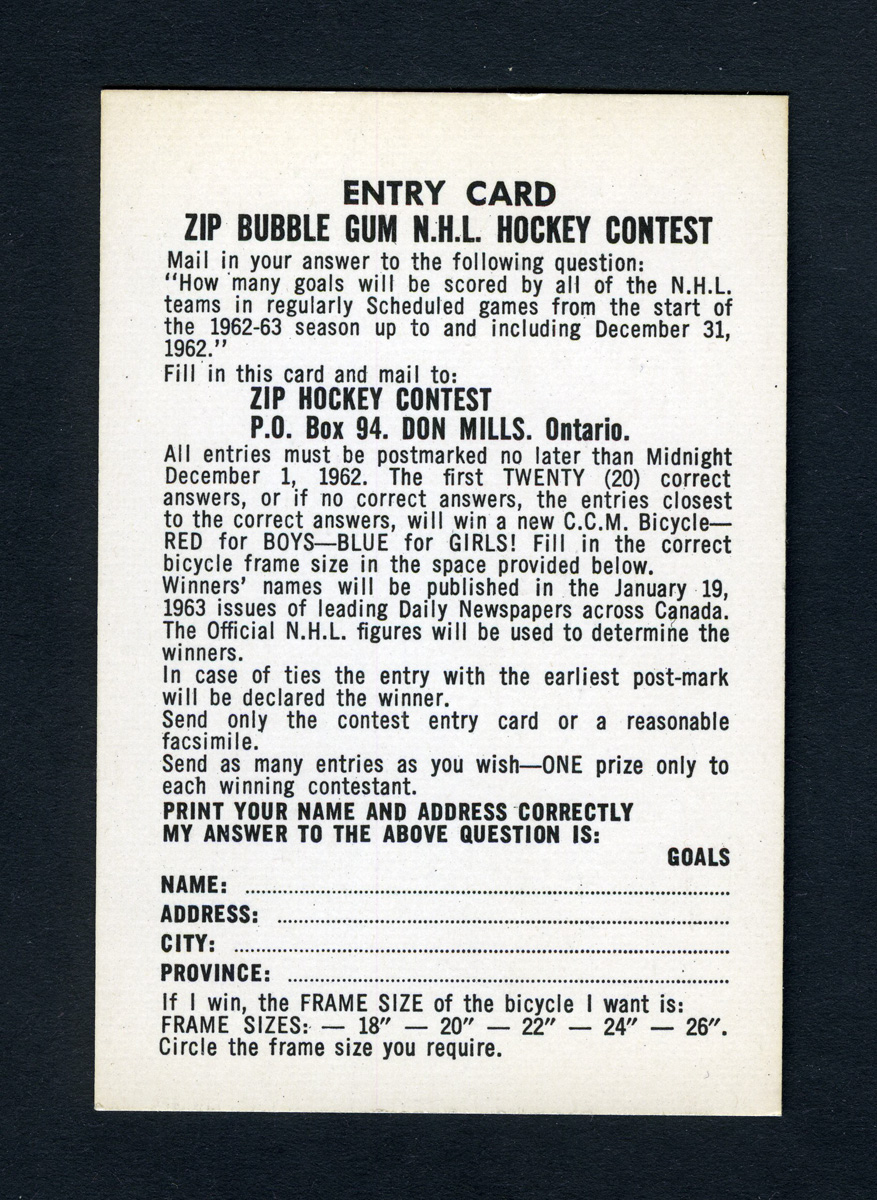 ENTRY CARD
ZIP BUBBLE GUM N.H.L. HOCKEY CONTEST
Mail in your answer to the following question:
"How many goals will be scored by all of the N.H.L.
teams in regularly Scheduled games from the start of
the 1962-63 season up to and including December 31,
1962."
Fill in this card and mail to:
ZIP HOCKEY CONTEST
P.O. Box 94. DON MILLS. Ontario.
All entries must be postmarked no later than Midnight
December 1, 1962. The first TWENTY (20) correct
answers, or if no correct answers, the entries closest
to the correct answers, will win a new C.C.M. Bicycle—
RED for BOYS—BLUE for GIRLS! Fill in the correct
bicycle frame size in the space provided below.
Winners' names will be published in the January 19,
1963 issues of leading Daily Newspapers across Canada.
The Official N.H.L. figures will be used to determine the
winners.
In case of ties the entry with the earliest post-mark
will be declared the winner.
Send only the contest entry card or a reasonable
facsimile.
Send as many entries as you wish—ONE prize only to
each winning contestant.
PRINT YOUR NAME AND ADDRESS CORRECTLY
MY ANSWER TO THE ABOVE QUESTION IS:
GOALS
NAME:
ADDRESS:
CITY:
PROVINCE:
If I win, the FRAME SIZE of the bicycle I want is:
FRAME SIZES: — 18″ — 20″ — 22″ — 24″ — 26″.
Circle the frame size you require.